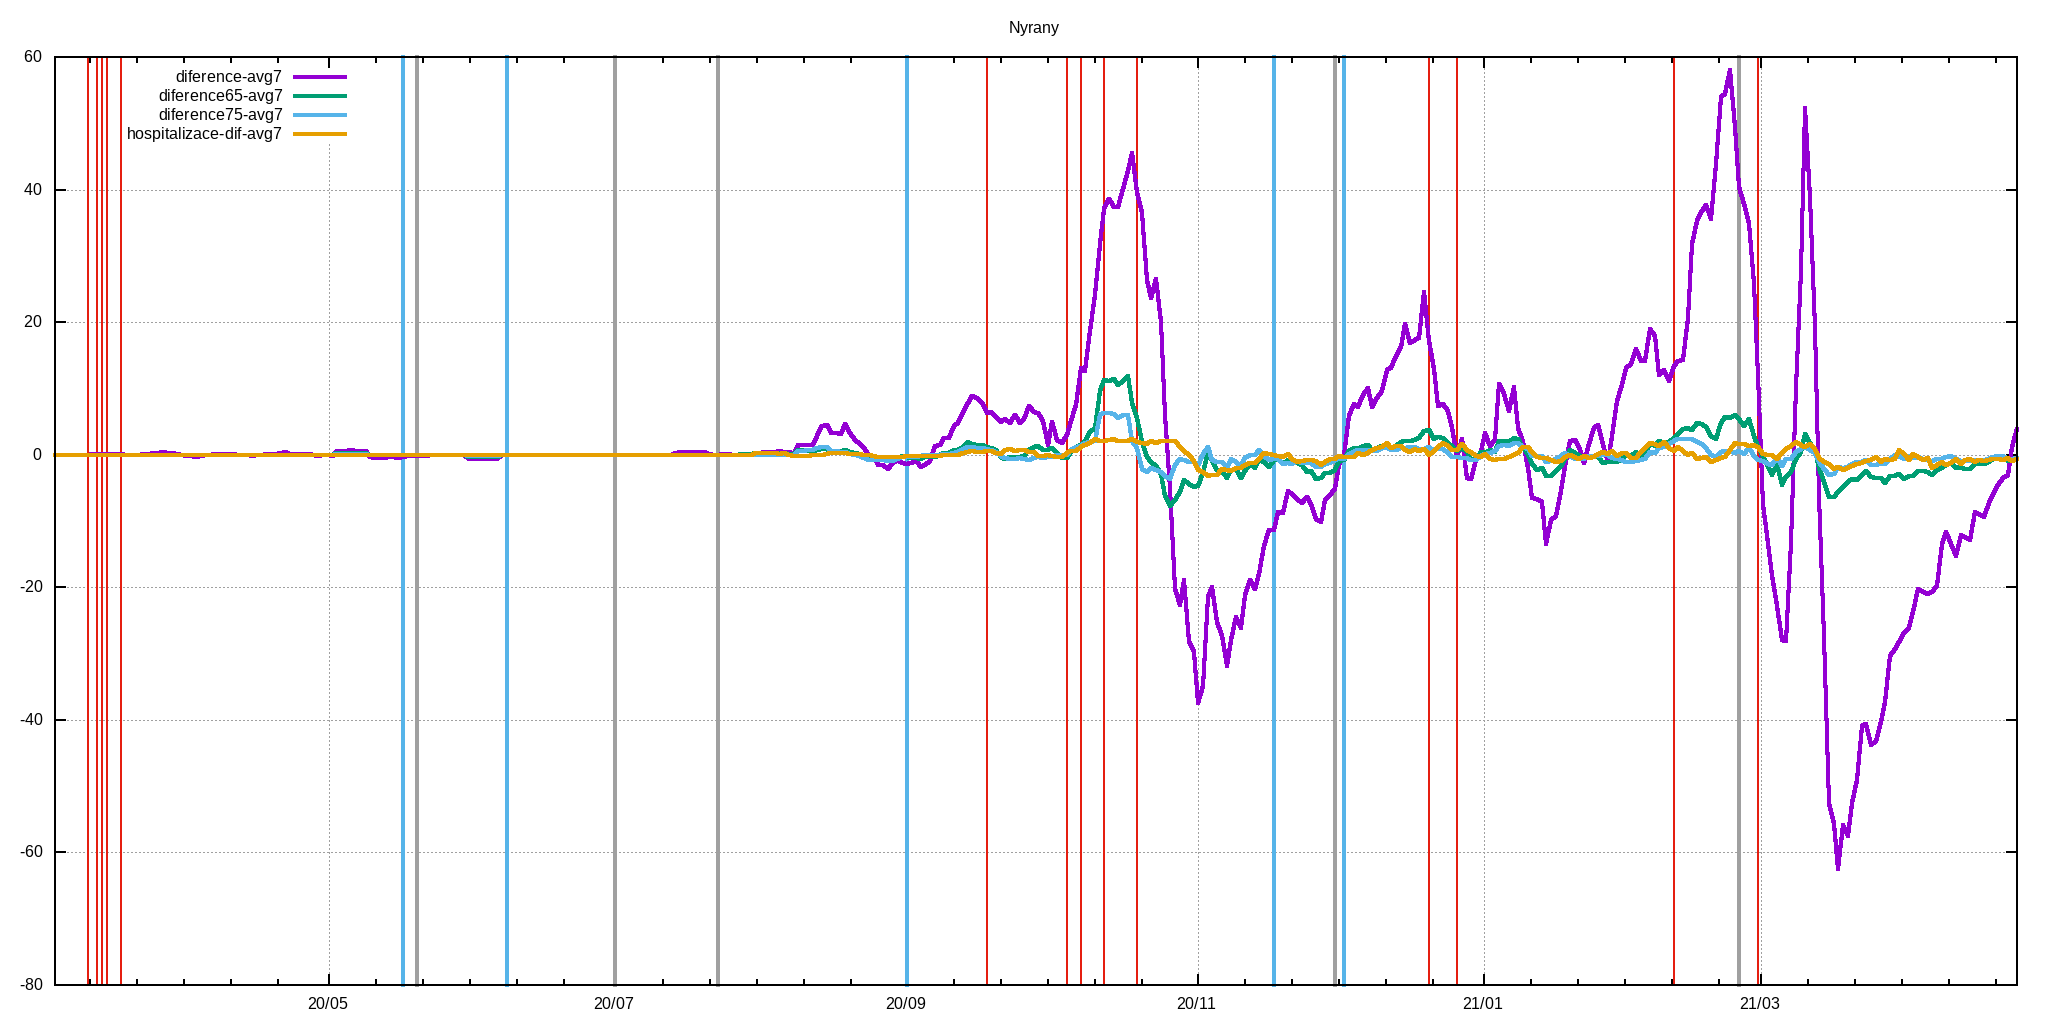 Nyrany
60
40
20
0
-20
-40
-60
-80
diference-avg7
diference65-avg7
diference75-avg7
hospitalizace-dif-avg7
20/05
20/07
20/09
20/11
21/01
21/03